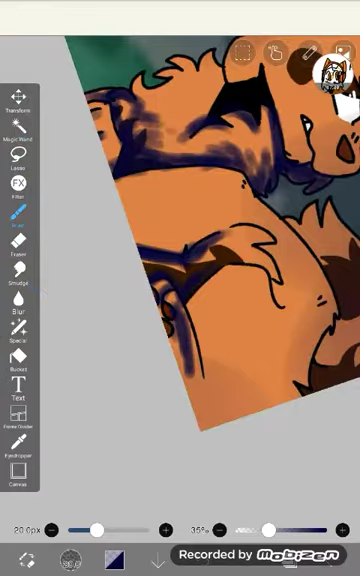 Transform
Magic Wand
Lasso
FX
Filter
Brush
Eraser
Smudge
Blur
Special
Bucket
T
Text
Frame Divider
Eyedropper
Canvas
20.0px
35%
Recorded by Mobizen